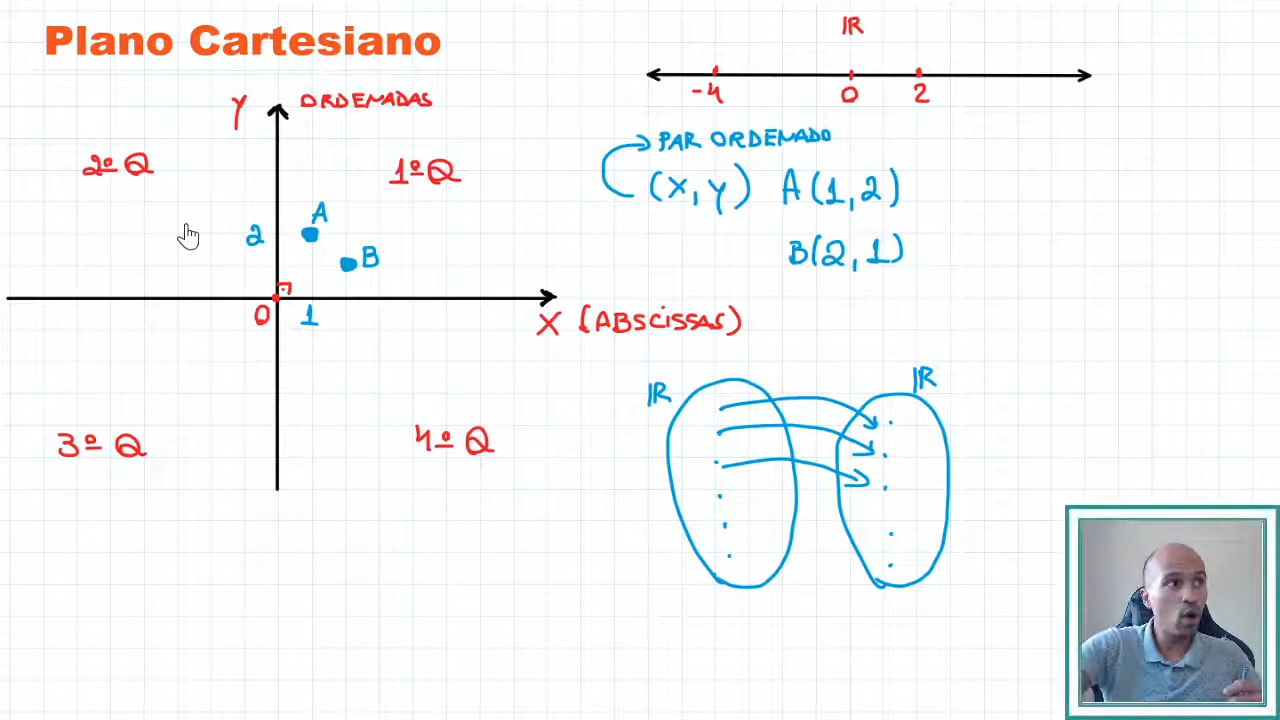 Plano Cartesiano
IR
-4 0 2
Y ORDENADAS
2º Q
1º Q
PAR ORDENADO
(X, Y) A(1, 2)
B(2, 1)
A
2
B
0 1
X (ABSCISSAS)
IR
IR
3º Q
4º Q